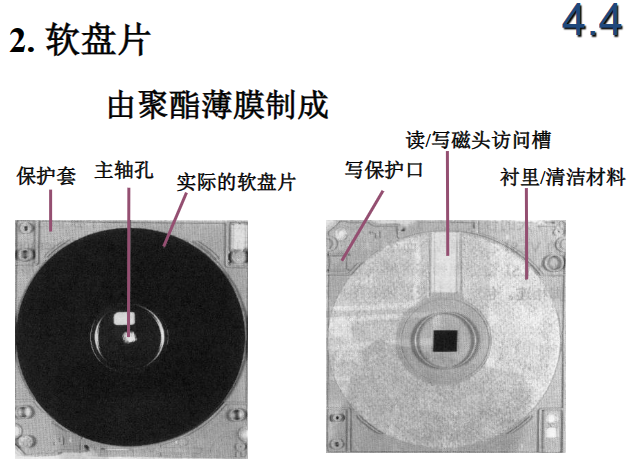 4.4
2. 软盘片
由聚酯薄膜制成
读/写磁头访问槽
保护套
主轴孔
实际的软盘片
写保护口
衬里/清洁材料